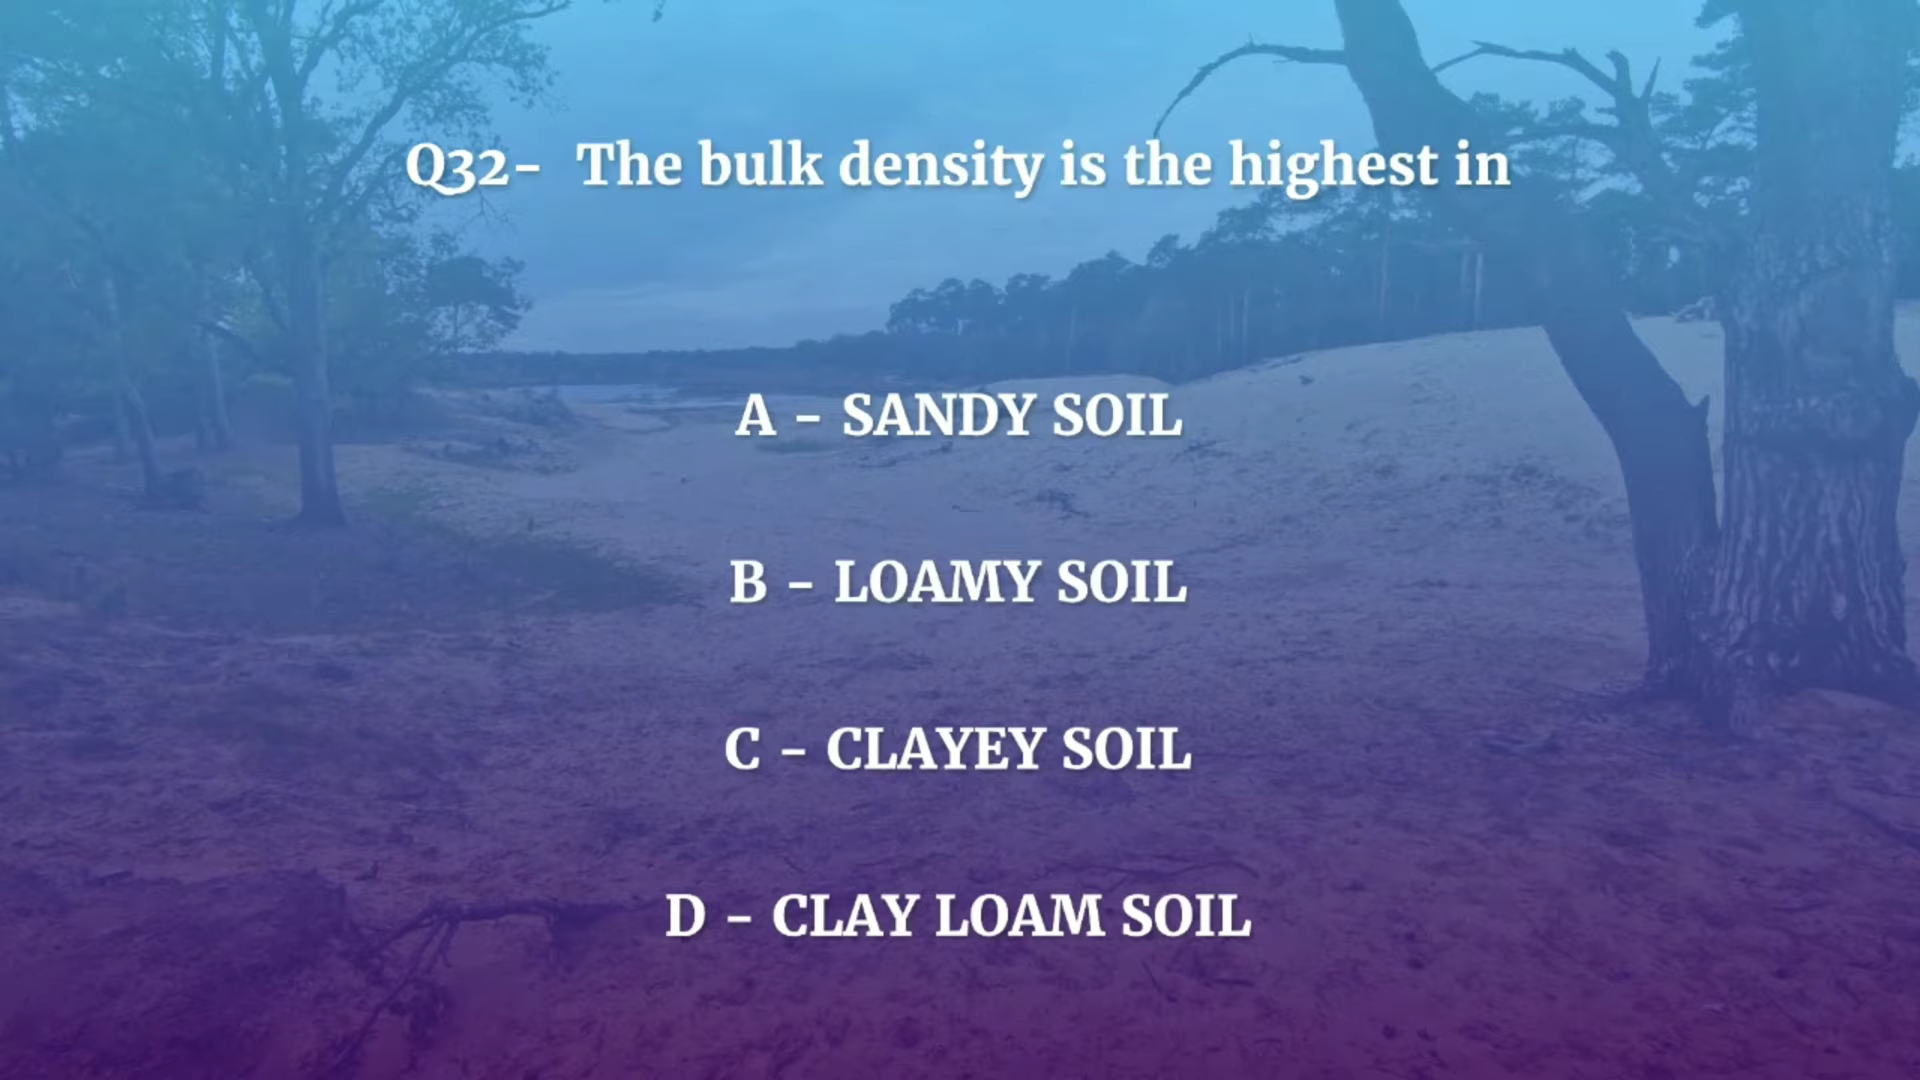 Q32- The bulk density is the highest in
A - SANDY SOIL
B - LOAMY SOIL
C - CLAYEY SOIL
D - CLAY LOAM SOIL